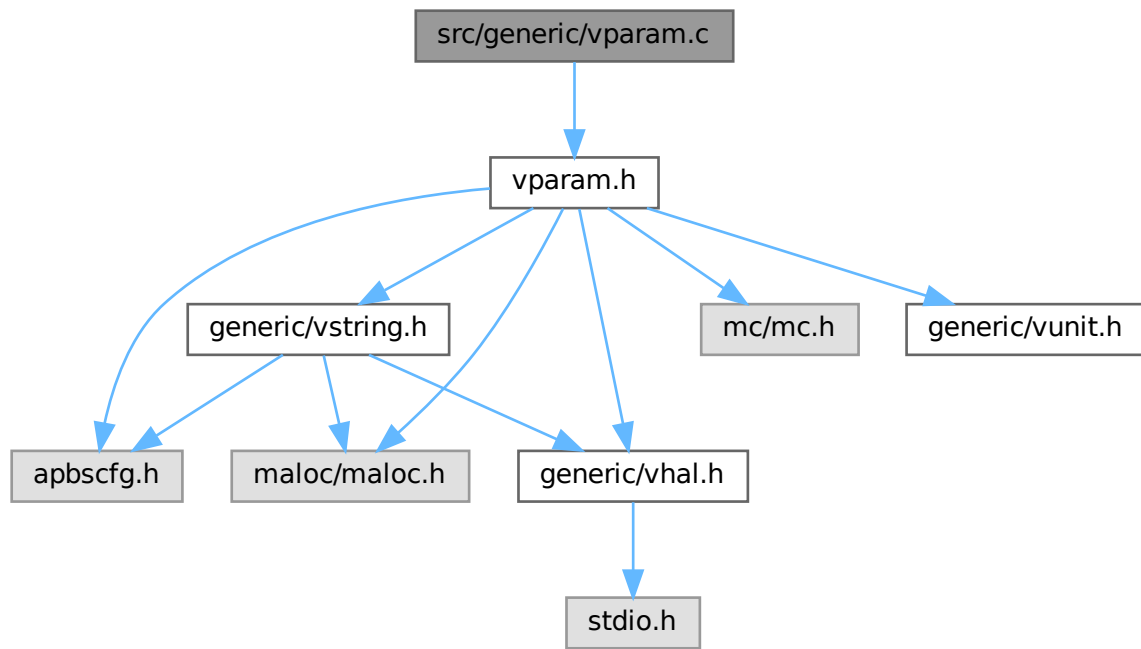 src/generic/vparam.c
vparam.h
generic/vstring.h
mc/mc.h
generic/vunit.h
apbscfg.h
maloc/maloc.h
generic/vhal.h
stdio.h